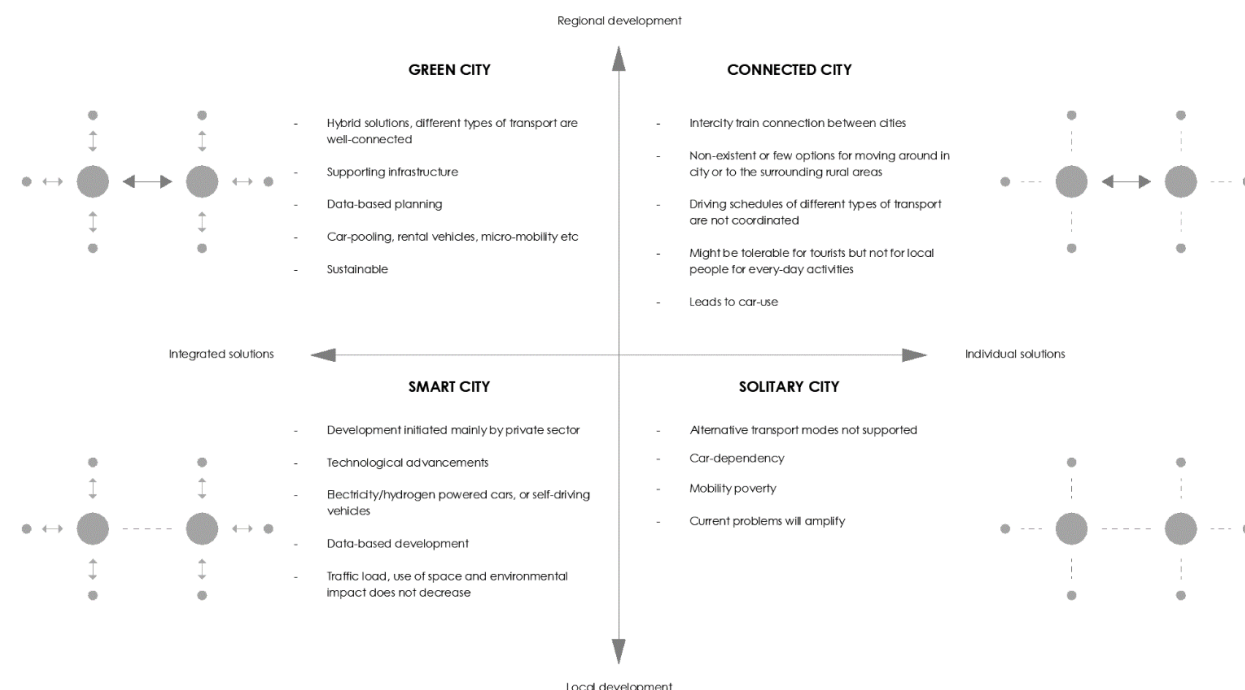 Regional development
GREEN CITY
- Hybrid solutions, different types of transport are
well-connected
- Supporting infrastructure
- Data-based planning
- Car-pooling, rental vehicles, micro-mobility etc
- Sustainable
CONNECTED CITY
- Intercity train connection between cities
- Non-existent or few options for moving around in
city or to the surrounding rural areas
- Driving schedules of different types of transport
are not coordinated
- Might be tolerable for tourists but not for local
people for every-day activities
- Leads to car-use
Integrated solutions
Individual solutions
SMART CITY
- Development initiated mainly by private sector
- Technological advancements
- Electricity/hydrogen powered cars, or self-driving
vehicles
- Data-based development
- Traffic load, use of space and environmental
impact does not decrease
SOLITARY CITY
- Alternative transport modes not supported
- Car-dependency
- Mobility poverty
- Current problems will amplify
Local development